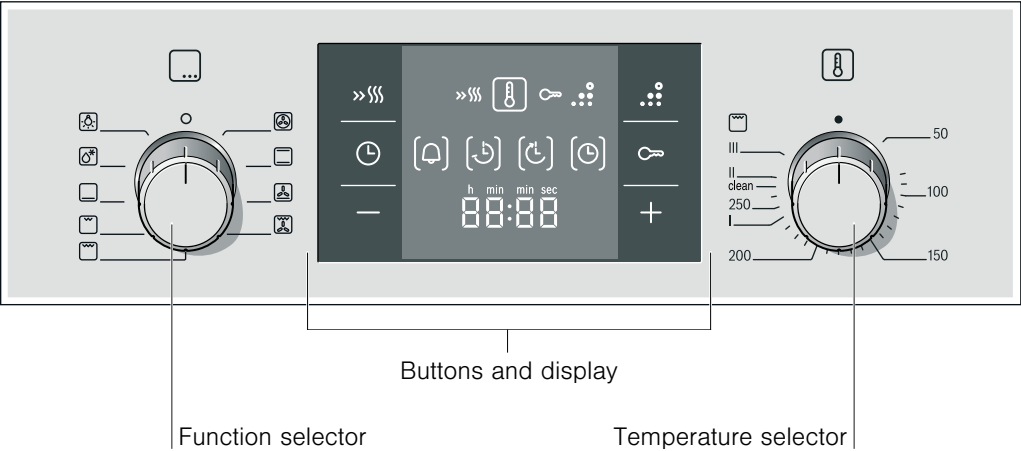 h min min sec
88:88
50
100
150
200
III
II
clean
250
I
Buttons and display
Function selector
Temperature selector